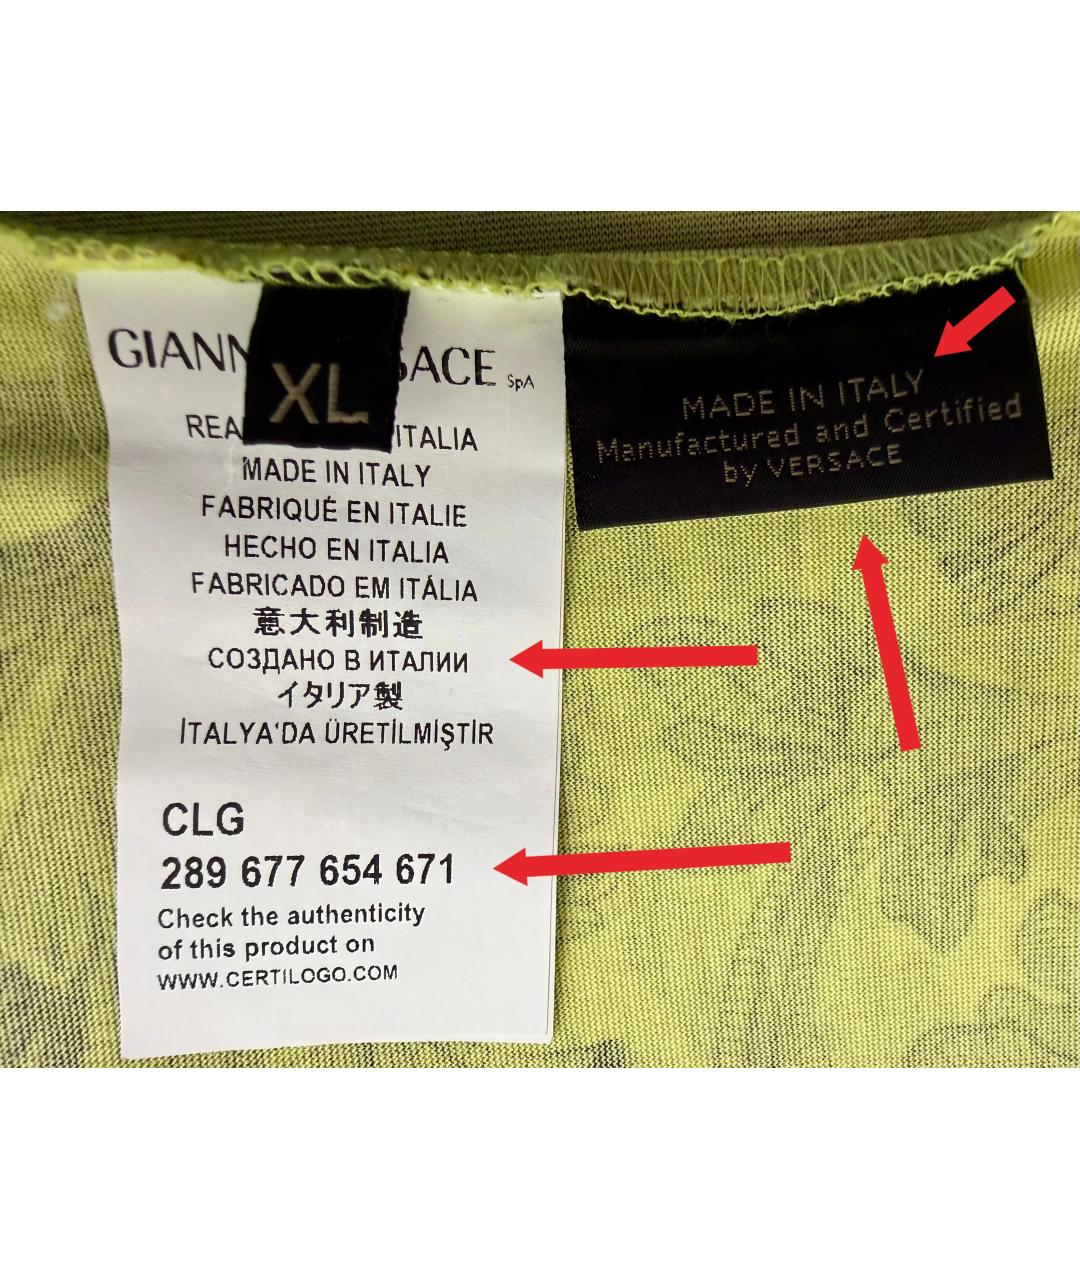 GIANN SACE SpA
XL
REA ITALIA
MADE IN ITALY
FABRIQUÉ EN ITALIE
HECHO EN ITALIA
FABRICADO EM ITÁLIA
意大利制造
СОЗДАНО В ИТАЛИИ
イタリア製
İTALYA'DA ÜRETİLMİŞTİR
CLG
289 677 654 671
Check the authenticity
of this product on
WWW.CERTILOGO.COM
MADE IN ITALY
Manufactured and Certified
by VERSACE